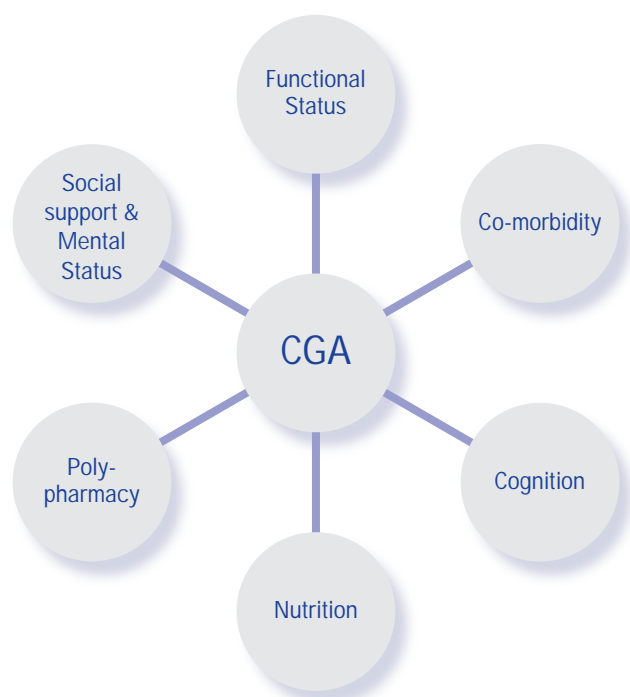 Functional
Status
Social
support &
Mental
Status
Co-morbidity
CGA
Poly-
pharmacy
Cognition
Nutrition